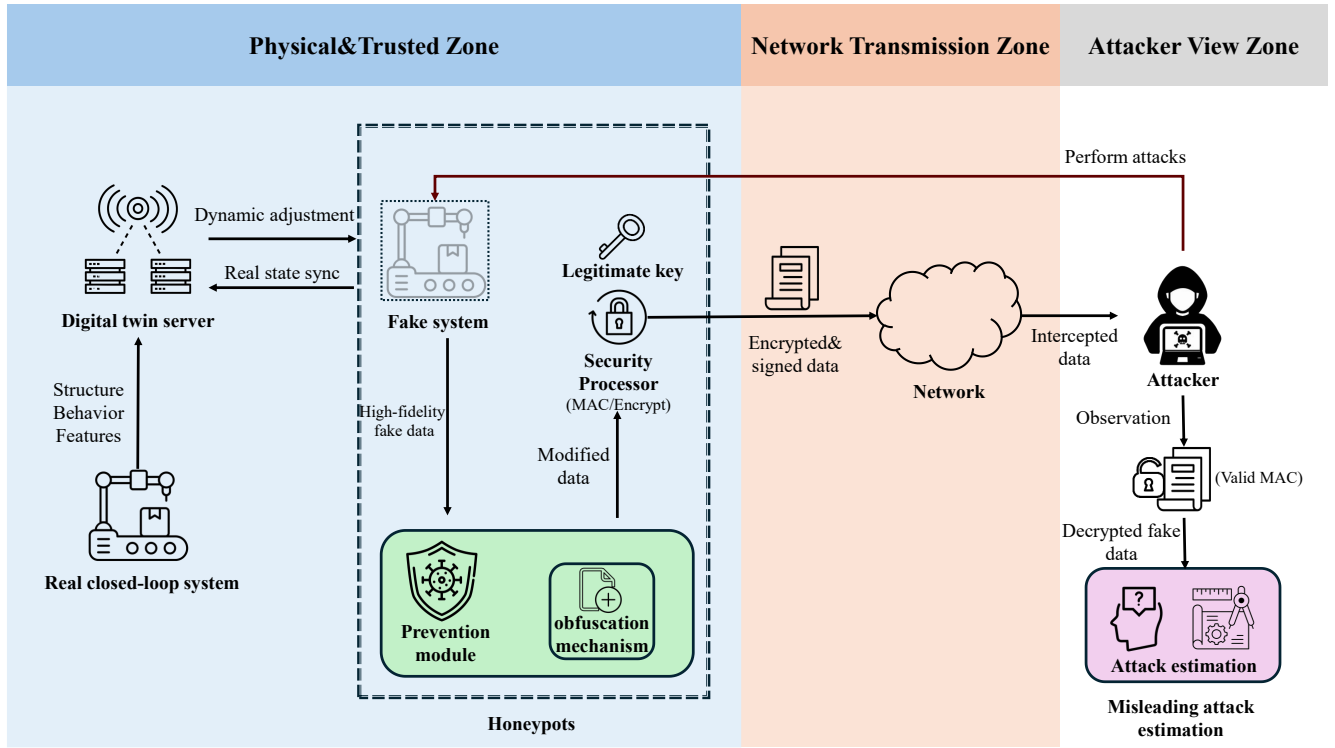 Physical&Trusted Zone
Network Transmission Zone
Attacker View Zone
Perform attacks
Dynamic adjustment
Real state sync
Digital twin server
Structure
Behavior
Features
Real closed-loop system
Fake system
High-fidelity
fake data
Legitimate key
Security
Processor
(MAC/Encrypt)
Modified
data
Prevention
module
obfuscation
mechanism
Honeypots
Encrypted&
signed data
Network
Intercepted
data
Attacker
Observation
(Valid MAC)
Decrypted fake
data
?
Attack estimation
Misleading attack
estimation